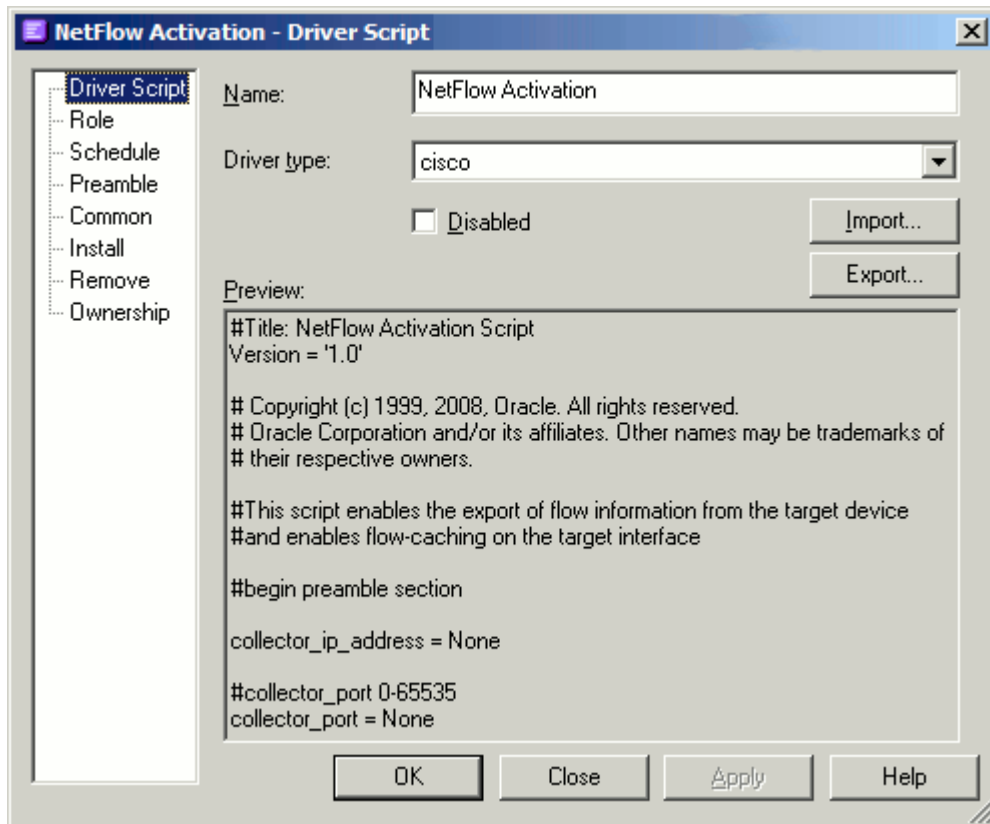 NetFlow Activation - Driver Script
Driver Script
Role
Schedule
Preamble
Common
Install
Remove
Ownership
Name:
NetFlow Activation
Driver type:
cisco
Disabled
Import...
Export...
Preview:
#Title: NetFlow Activation Script
Version = '1.0'
# Copyright (c) 1999, 2008, Oracle. All rights reserved.
# Oracle Corporation and/or its affiliates. Other names may be trademarks of
# their respective owners.
#This script enables the export of flow information from the target device
#and enables flow-caching on the target interface
#begin preamble section
collector_ip_address = None
#collector_port 0-65535
collector_port = None
OK
Close
Apply
Help